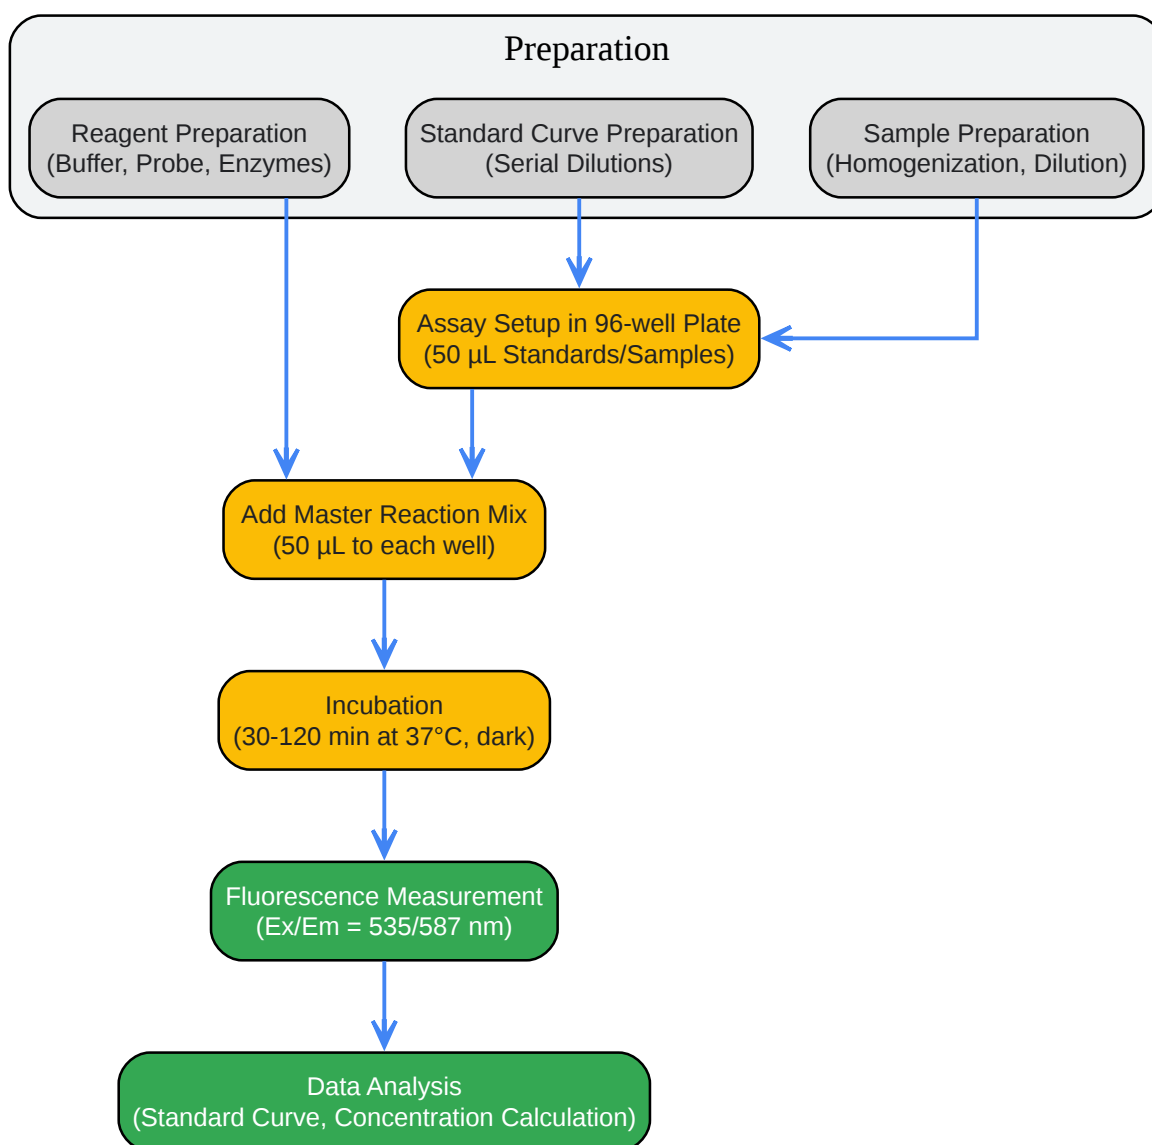 Preparation
Reagent Preparation
(Buffer, Probe, Enzymes)
Standard Curve Preparation
(Serial Dilutions)
Sample Preparation
(Homogenization, Dilution)
Assay Setup in 96-well Plate
(50 µL Standards/Samples)
Add Master Reaction Mix
(50 µL to each well)
Incubation
(30-120 min at 37°C, dark)
Fluorescence Measurement
(Ex/Em = 535/587 nm)
Data Analysis
(Standard Curve, Concentration Calculation)